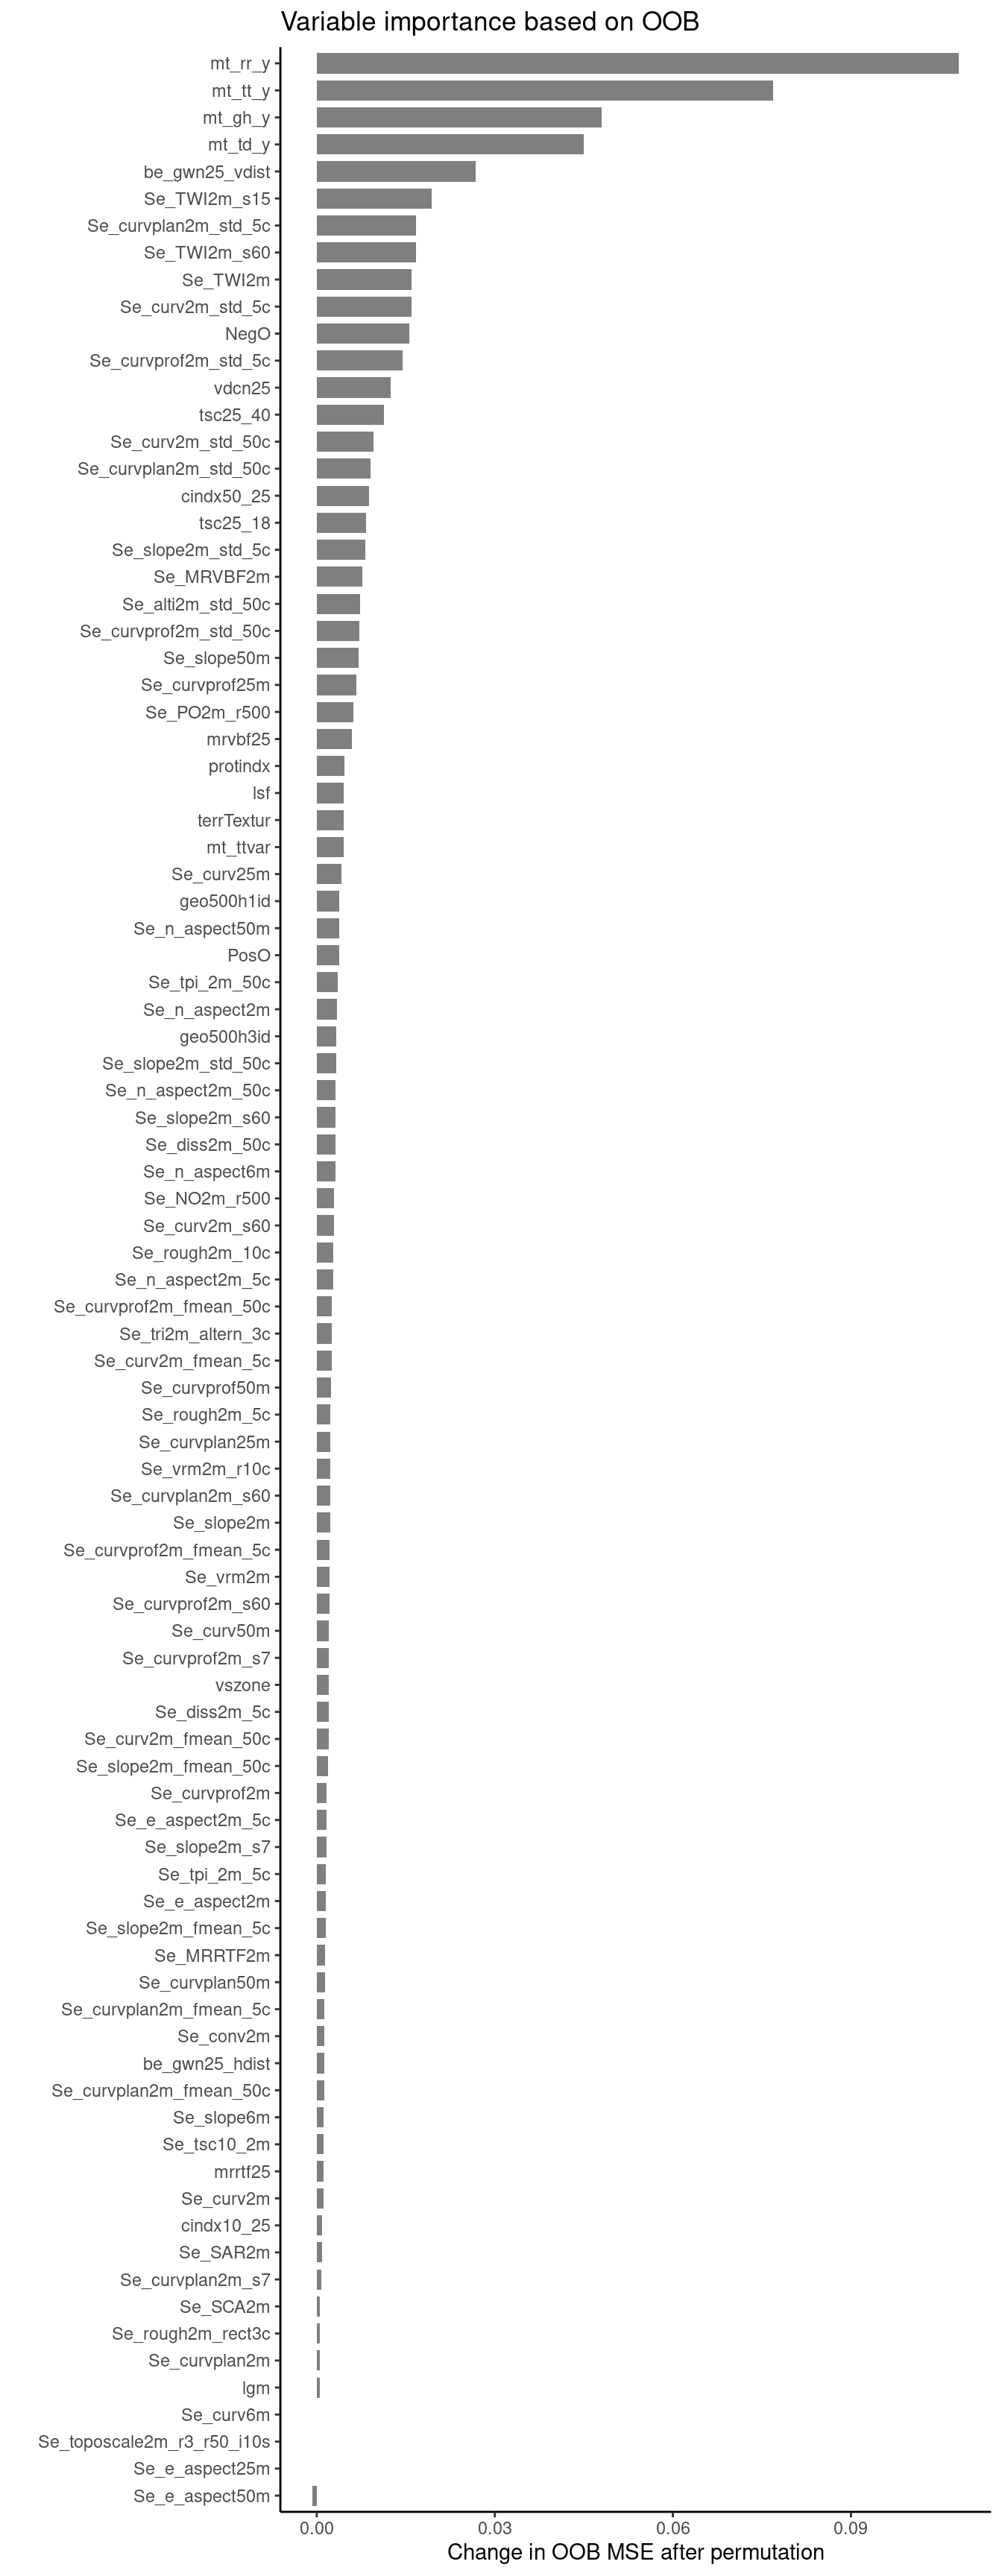 Variable importance based on OOB
mt_rr_y
mt_tt_y
mt_gh_y
mt_td_y
be_gwn25_vdist
Se_TWI2m_s15
Se_curvplan2m_std_5c
Se_TWI2m_s60
Se_TWI2m
Se_curv2m_std_5c
NegO
Se_curvprof2m_std_5c
vdcn25
tsc25_40
Se_curv2m_std_50c
Se_curvplan2m_std_50c
cindx50_25
tsc25_18
Se_slope2m_std_5c
Se_MRVBF2m
Se_alti2m_std_50c
Se_curvprof2m_std_50c
Se_slope50m
Se_curvprof25m
Se_PO2m_r500
mrvbf25
protindx
lsf
terrTextur
mt_ttvar
Se_curv25m
geo500h1id
Se_n_aspect50m
PosO
Se_tpi_2m_50c
Se_n_aspect2m
geo500h3id
Se_slope2m_std_50c
Se_n_aspect2m_50c
Se_slope2m_s60
Se_diss2m_50c
Se_n_aspect6m
Se_NO2m_r500
Se_curv2m_s60
Se_rough2m_10c
Se_n_aspect2m_5c
Se_curvprof2m_fmean_50c
Se_tri2m_altern_3c
Se_curv2m_fmean_5c
Se_curvprof50m
Se_rough2m_5c
Se_curvplan25m
Se_vrm2m_r10c
Se_curvplan2m_s60
Se_slope2m
Se_curvprof2m_fmean_5c
Se_vrm2m
Se_curvprof2m_s60
Se_curv50m
Se_curvprof2m_s7
vszone
Se_diss2m_5c
Se_curv2m_fmean_50c
Se_slope2m_fmean_50c
Se_curvprof2m
Se_e_aspect2m_5c
Se_slope2m_s7
Se_tpi_2m_5c
Se_e_aspect2m
Se_slope2m_fmean_5c
Se_MRRTF2m
Se_curvplan50m
Se_curvplan2m_fmean_5c
Se_conv2m
be_gwn25_hdist
Se_curvplan2m_fmean_50c
Se_slope6m
Se_tsc10_2m
mrrtf25
Se_curv2m
cindx10_25
Se_SAR2m
Se_curvplan2m_s7
Se_SCA2m
Se_rough2m_rect3c
Se_curvplan2m
lgm
Se_curv6m
Se_toposcale2m_r3_r50_i10s
Se_e_aspect25m
Se_e_aspect50m
0.00 0.03 0.06 0.09
Change in OOB MSE after permutation